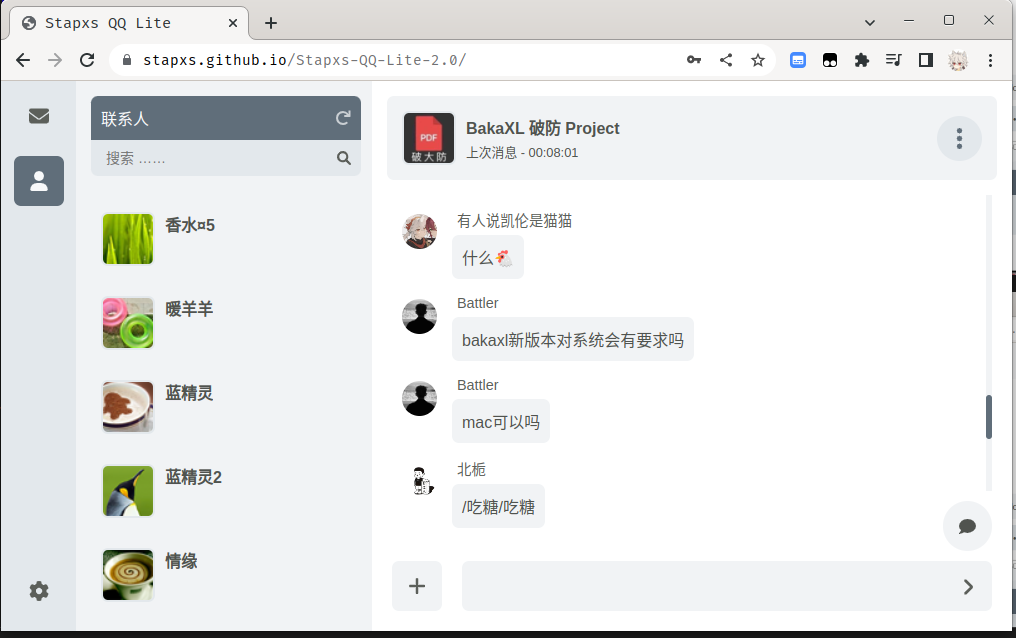 Stapxs QQ Lite
stapxs.github.io/Stapxs-QQ-Lite-2.0/
联系人
搜索 ……
香水¤5
暖羊羊
蓝精灵
蓝精灵2
情缘
PDF
破大防
BakaXL 破防 Project
上次消息 - 00:08:01
有人说凯伦是猫猫
什么🐔
Battler
bakaxl新版本对系统会有要求吗
Battler
mac可以吗
北栀
/吃糖/吃糖